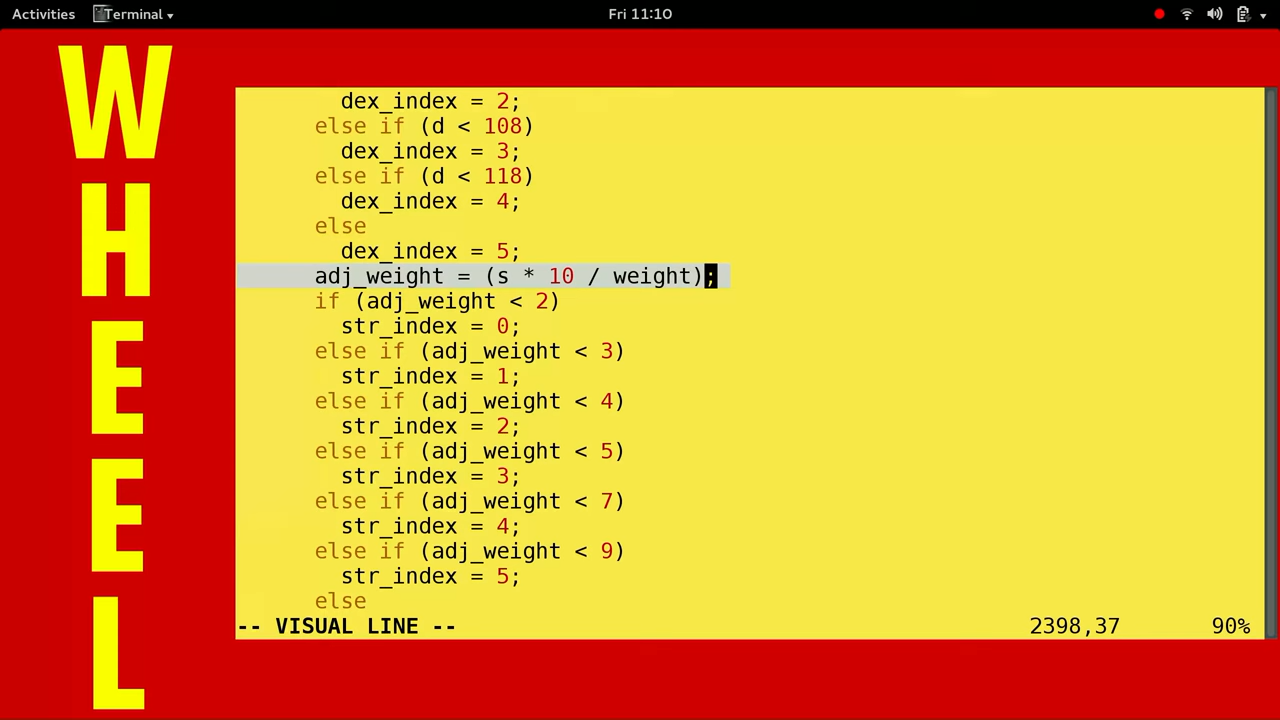 Activities Terminal Fri 11:10
WHEEL
dex_index = 2;
else if (d < 108)
dex_index = 3;
else if (d < 118)
dex_index = 4;
else
dex_index = 5;
adj_weight = (s * 10 / weight);
if (adj_weight < 2)
str_index = 0;
else if (adj_weight < 3)
str_index = 1;
else if (adj_weight < 4)
str_index = 2;
else if (adj_weight < 5)
str_index = 3;
else if (adj_weight < 7)
str_index = 4;
else if (adj_weight < 9)
str_index = 5;
else
-- VISUAL LINE -- 2398,37 90%